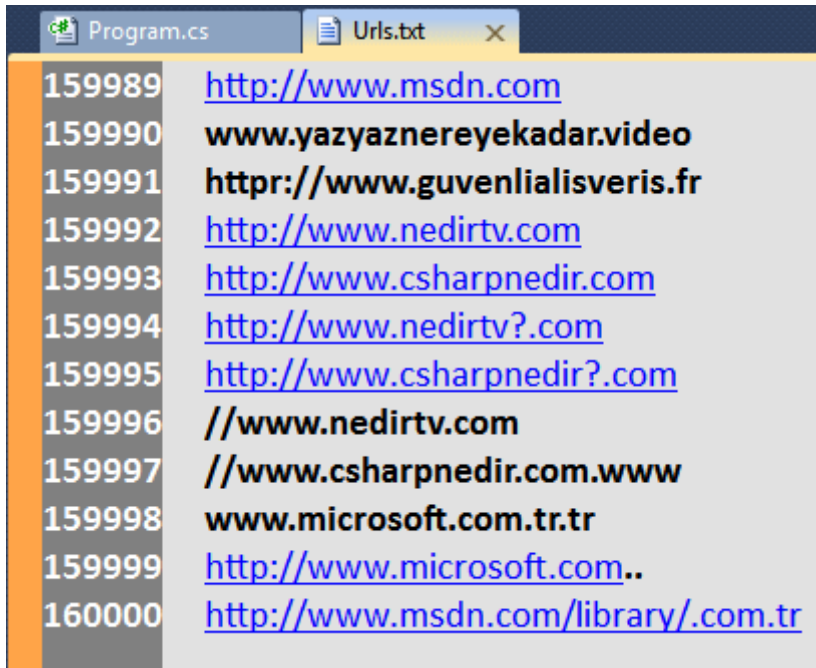 Program.cs Urls.txt
159989 http://www.msdn.com
159990 www.yazyaznereyekadar.video
159991 httpr://www.guvenlialisveris.fr
159992 http://www.nedirtv.com
159993 http://www.csharpnedir.com
159994 http://www.nedirtv?.com
159995 http://www.csharpnedir?.com
159996 //www.nedirtv.com
159997 //www.csharpnedir.com.www
159998 www.microsoft.com.tr.tr
159999 http://www.microsoft.com..
160000 http://www.msdn.com/library/.com.tr